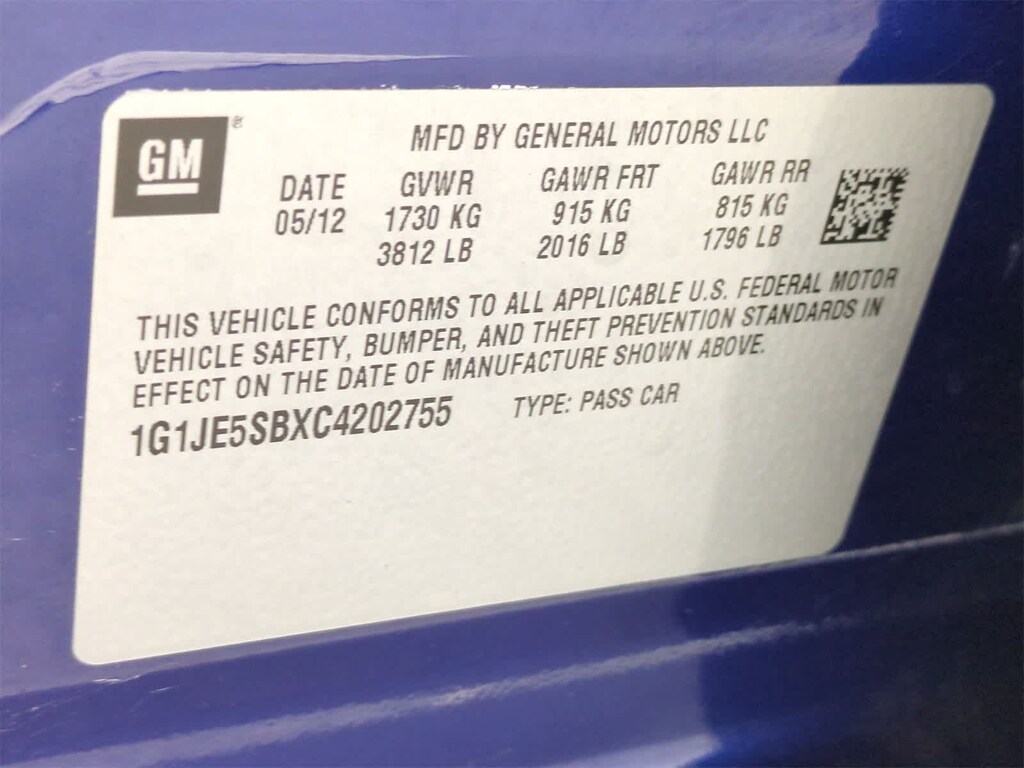 GM ®
MFD BY GENERAL MOTORS LLC
DATE GVWR GAWR FRT GAWR RR
05/12 1730 KG 915 KG 815 KG
3812 LB 2016 LB 1796 LB
THIS VEHICLE CONFORMS TO ALL APPLICABLE U.S. FEDERAL MOTOR
VEHICLE SAFETY, BUMPER, AND THEFT PREVENTION STANDARDS IN
EFFECT ON THE DATE OF MANUFACTURE SHOWN ABOVE.
1G1JE5SBXC4202755 TYPE: PASS CAR